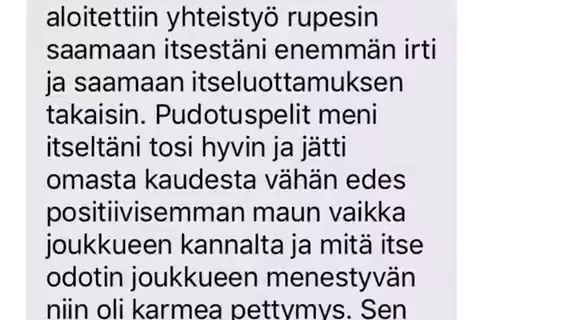 aloitettiin yhteistyö rupesin
saamaan itsestäni enemmän irti
ja saamaan itseluottamuksen
takaisin. Pudotuspelit meni
itseltäni tosi hyvin ja jätti
omasta kaudesta vähän edes
positiivisemman maun vaikka
joukkueen kannalta ja mitä itse
odotin joukkueen menestyvän
niin oli karmea pettymys. Sen